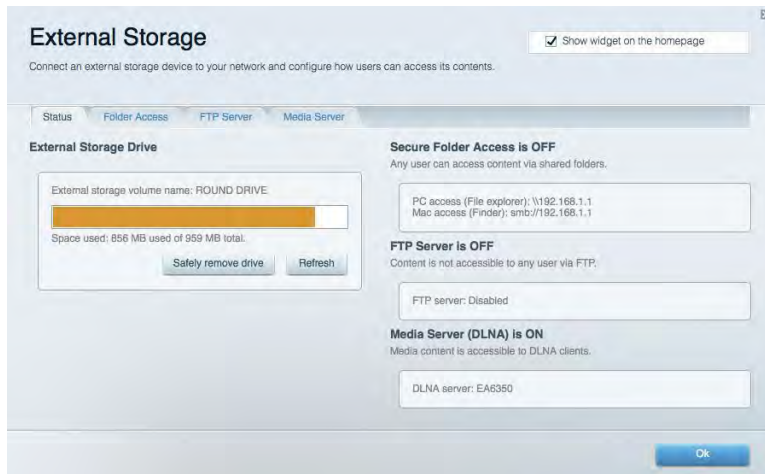 External Storage
Show widget on the homepage
Connect an external storage device to your network and configure how users can access its contents.
Status
Folder Access
FTP Server
Media Server
External Storage Drive
External storage volume name: ROUND DRIVE
Space used: 856 MB used of 959 MB total.
Safely remove drive
Refresh
Secure Folder Access is OFF
Any user can access content via shared folders.
PC access (File explorer): \\192.168.1.1
Mac access (Finder): smb://192.168.1.1
FTP Server is OFF
Content is not accessible to any user via FTP.
FTP server: Disabled
Media Server (DLNA) is ON
Media content is accessible to DLNA clients.
DLNA server: EA6350
Ok